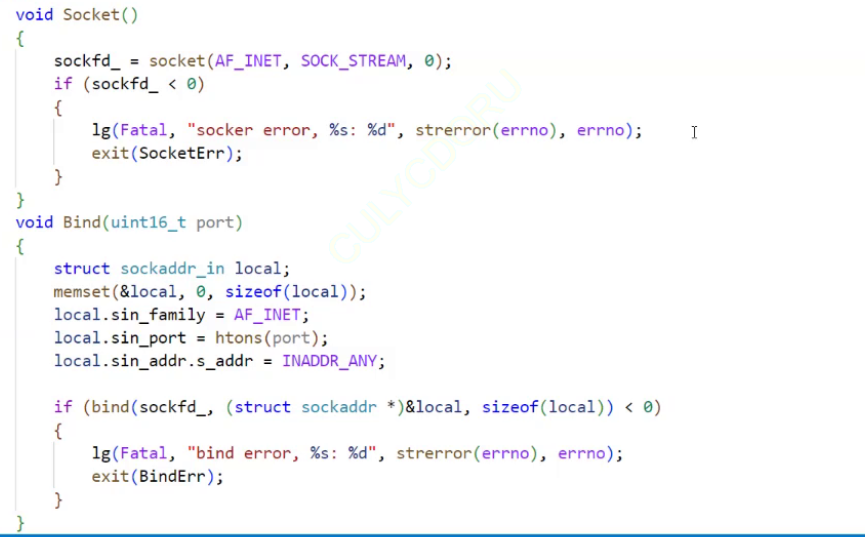 void Socket()
{
    sockfd_ = socket(AF_INET, SOCK_STREAM, 0);
    if (sockfd_ < 0)
    {
        lg(Fatal, "socker error, %s: %d", strerror(errno), errno);
        exit(SocketErr);
    }
}
void Bind(uint16_t port)
{
    struct sockaddr_in local;
    memset(&local, 0, sizeof(local));
    local.sin_family = AF_INET;
    local.sin_port = htons(port);
    local.sin_addr.s_addr = INADDR_ANY;

    if (bind(sockfd_, (struct sockaddr *)&local, sizeof(local)) < 0)
    {
        lg(Fatal, "bind error, %s: %d", strerror(errno), errno);
        exit(BindErr);
    }
}